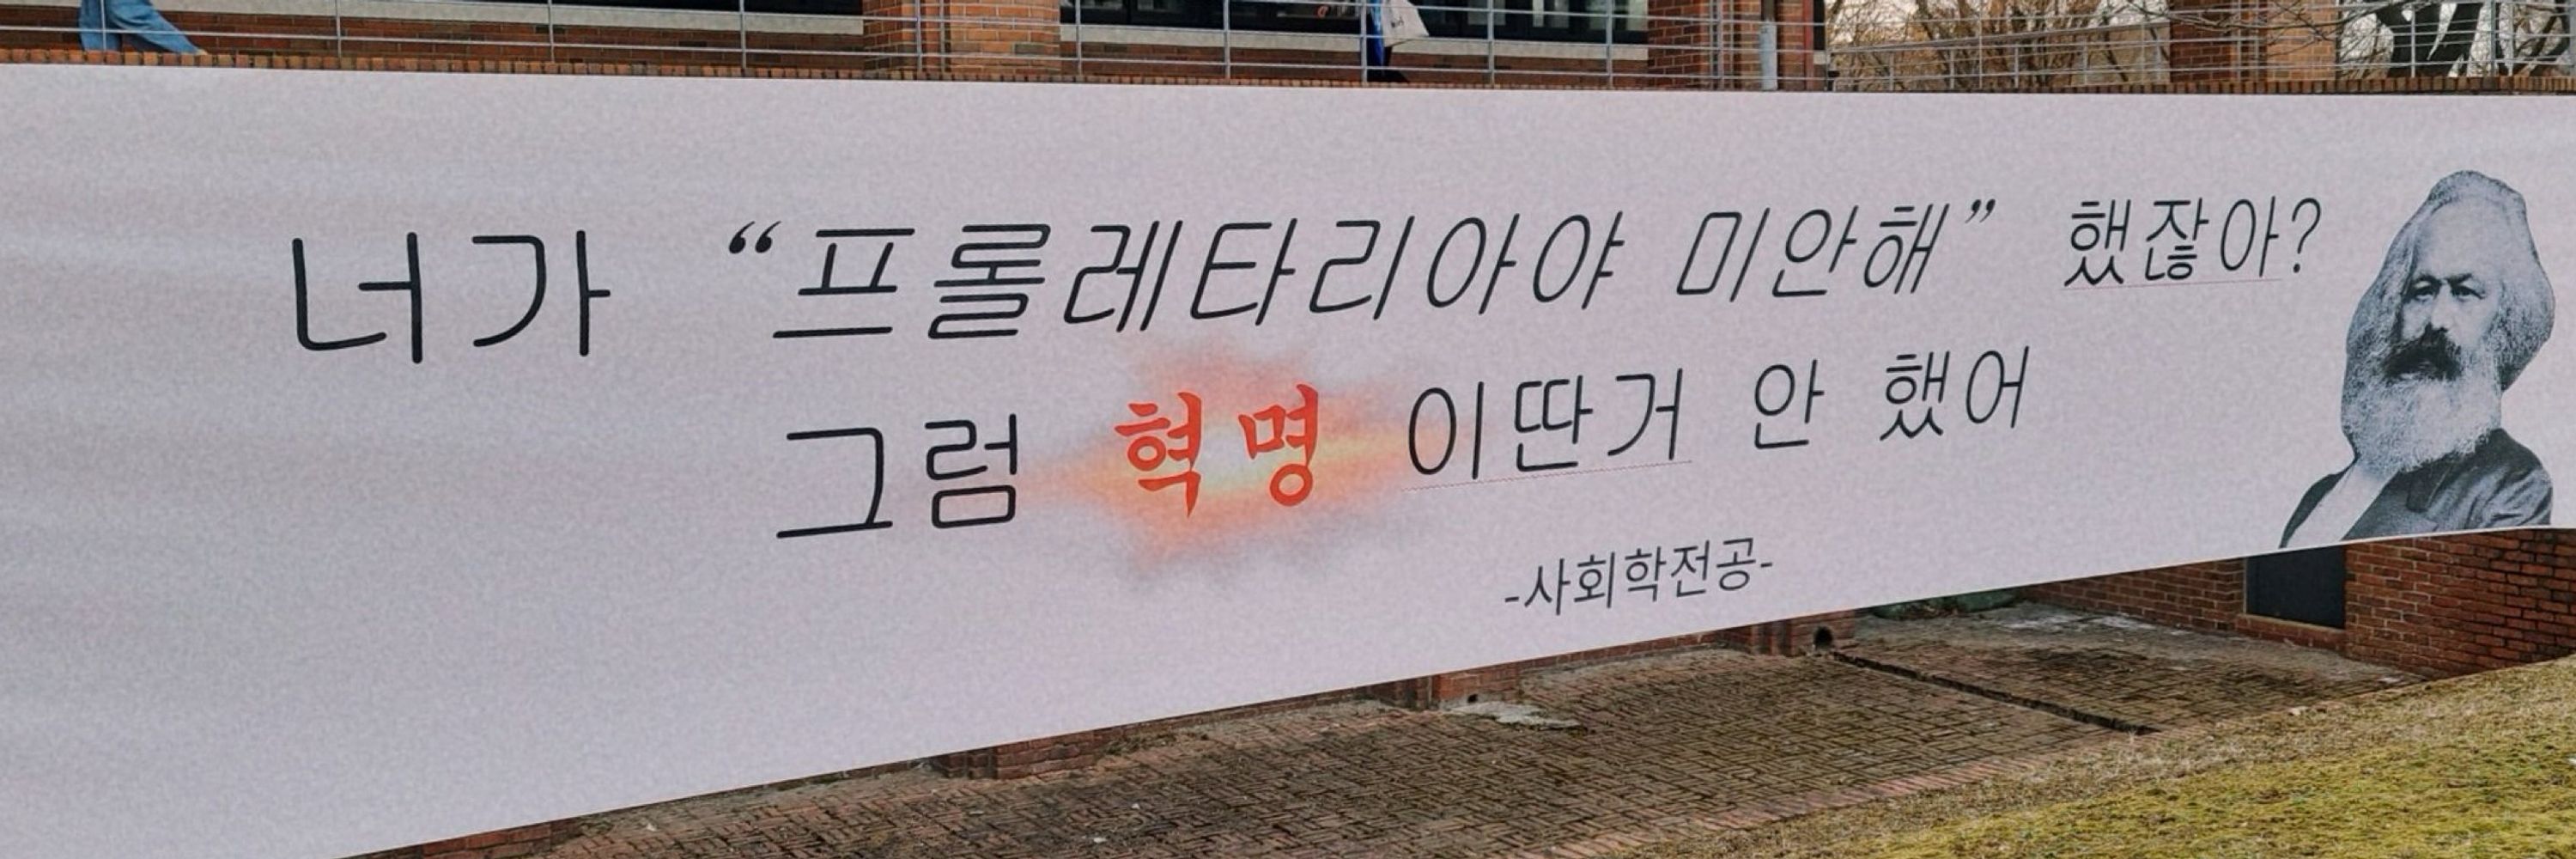 너가 “프롤레타리아야 미안해” 했잖아?
그럼 혁명 이딴거 안 했어
-사회학전공-